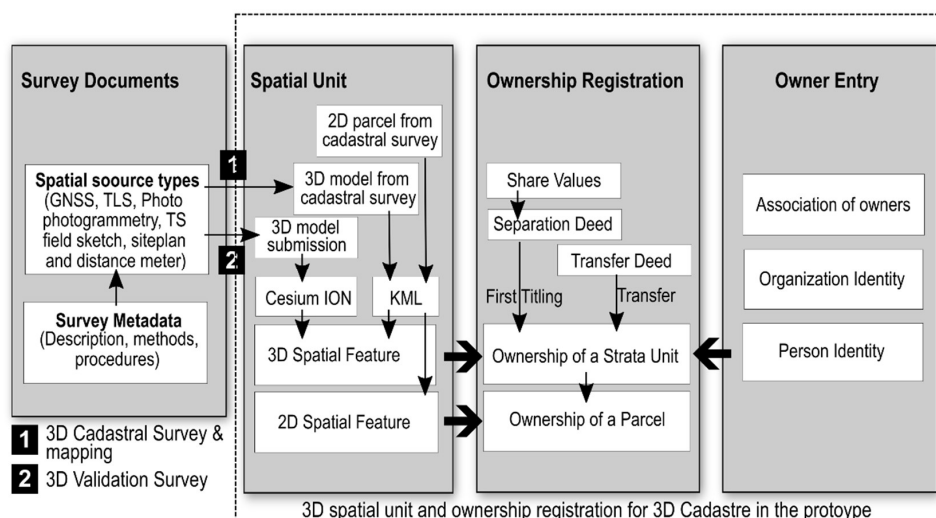 Survey Documents
Spatial soource types
(GNSS, TLS, Photo
photogrammetry, TS
field sketch, siteplan
and distance meter)
Survey Metadata
(Description, methods,
procedures)
1
2
Spatial Unit
2D parcel from
cadastral survey
3D model from
cadastral survey
3D model
submission
Cesium ION
KML
3D Spatial Feature
2D Spatial Feature
Ownership Registration
Share Values
Separation Deed
Transfer Deed
First Titling
Transfer
Ownership of a Strata Unit
Ownership of a Parcel
Owner Entry
Association of owners
Organization Identity
Person Identity
1 3D Cadastral Survey &
mapping
2 3D Validation Survey
3D spatial unit and ownership registration for 3D Cadastre in the protoype